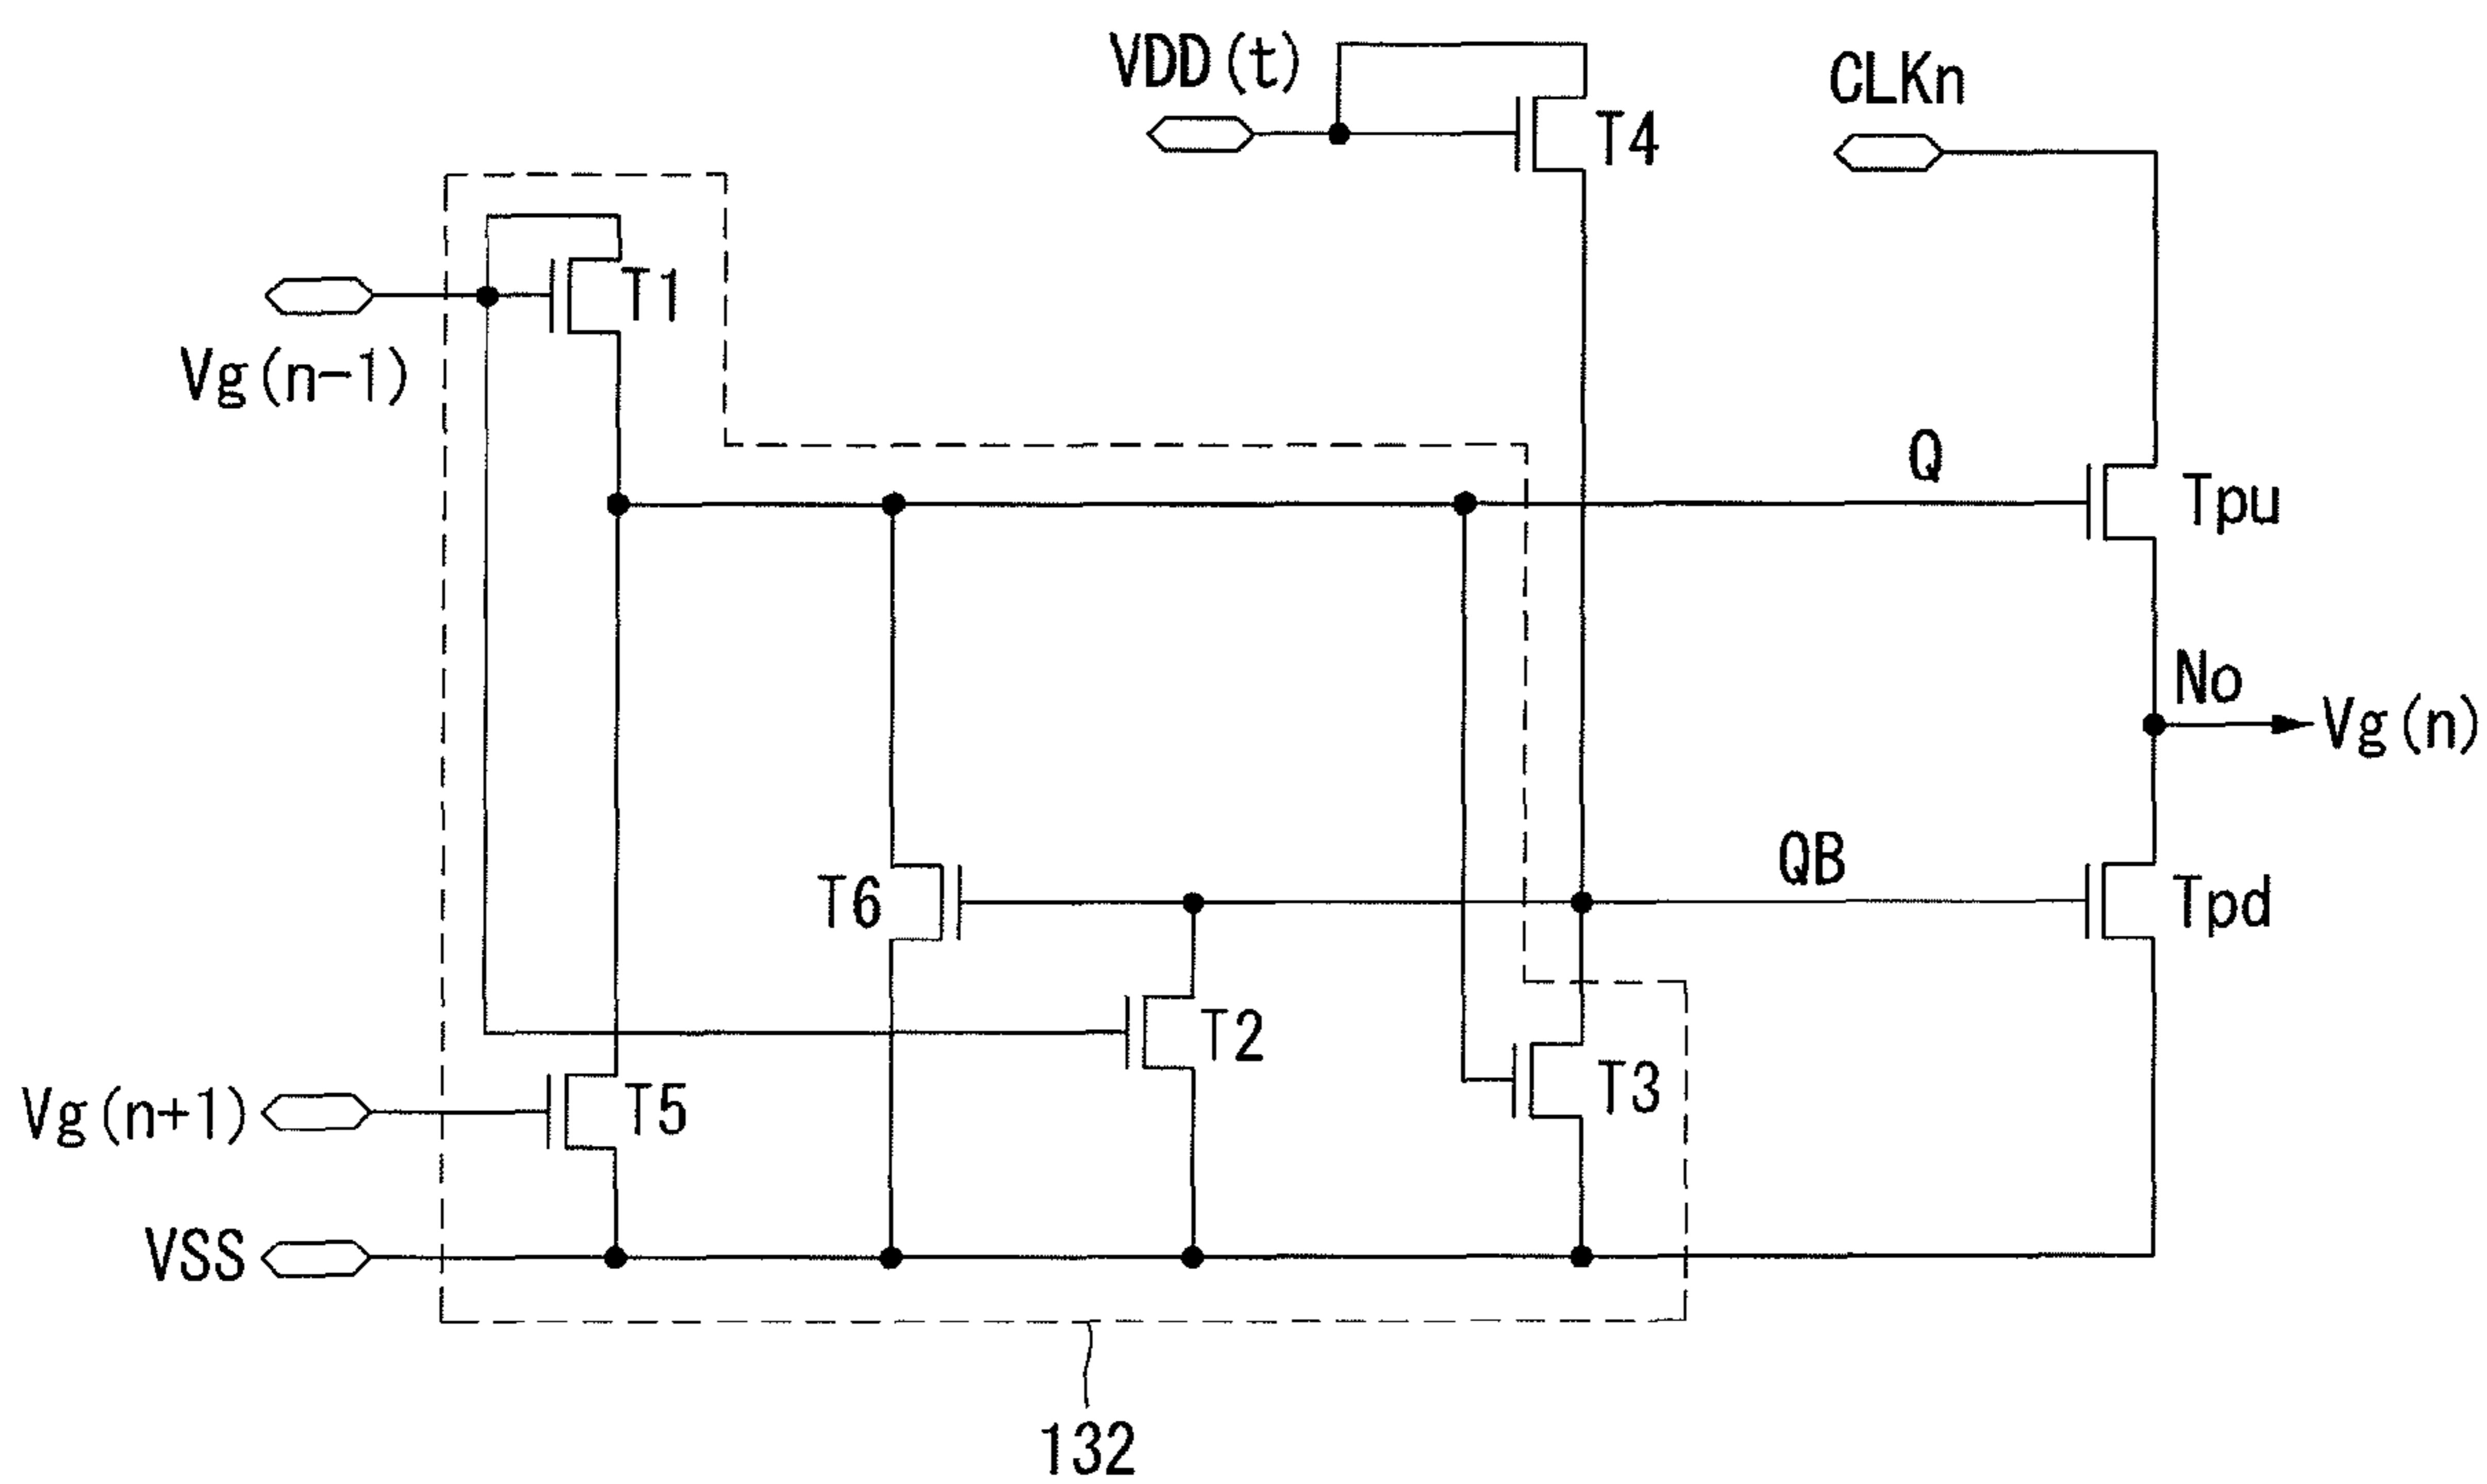 VDD(t)
CLKn
T4
T1
Vg(n-1)
Q
Tpu
No
Vg(n)
QB
T6
Tpd
T2
T3
Vg(n+1)
T5
VSS
132